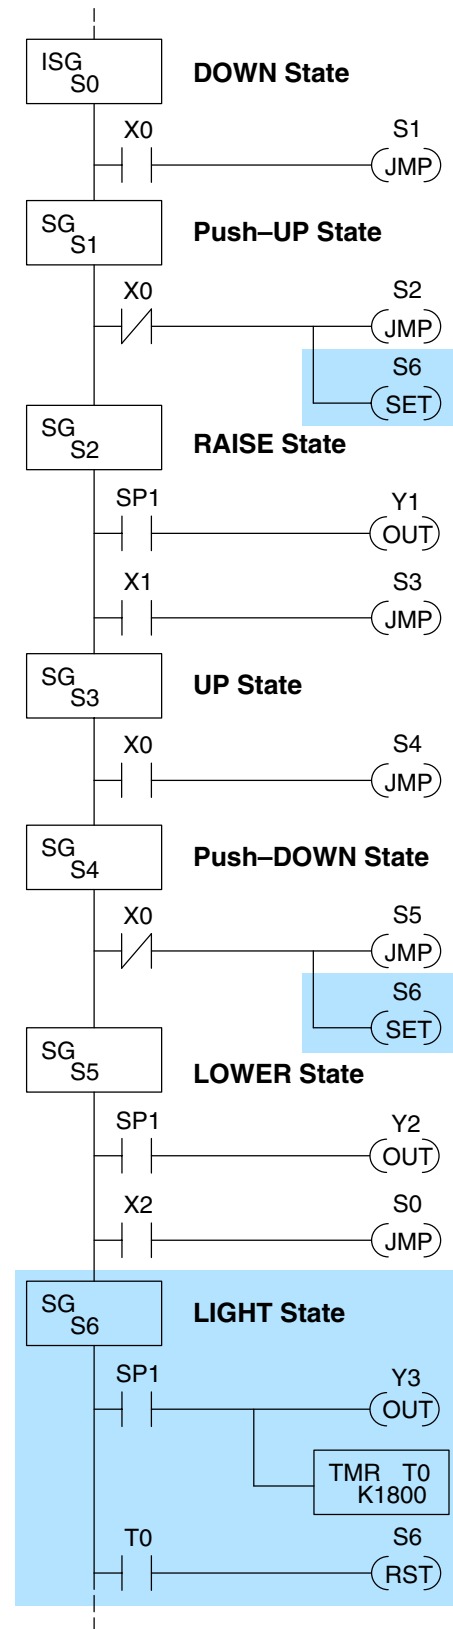 ISG
S0
DOWN State
X0
S1
JMP
SG
S1
Push–UP State
X0
S2
JMP
S6
SET
SG
S2
RAISE State
SP1
Y1
OUT
X1
S3
JMP
SG
S3
UP State
X0
S4
JMP
SG
S4
Push–DOWN State
X0
S5
JMP
S6
SET
SG
S5
LOWER State
SP1
Y2
OUT
X2
S0
JMP
SG
S6
LIGHT State
SP1
Y3
OUT
TMR T0
K1800
T0
S6
RST